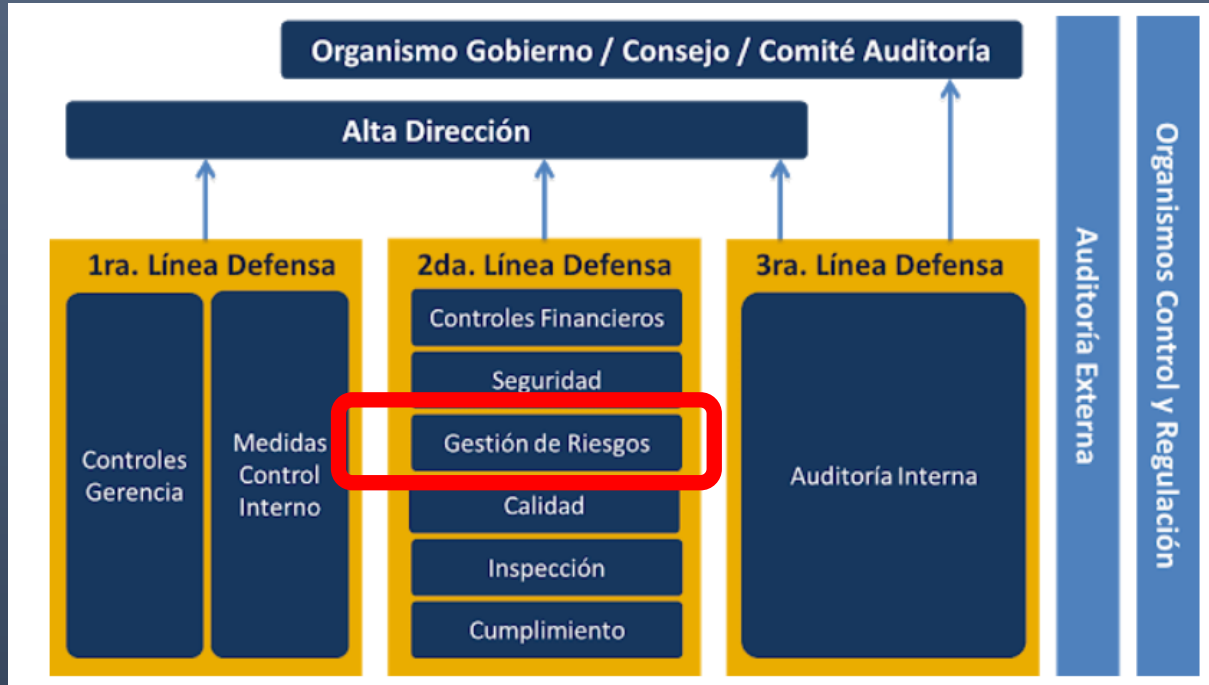 Organismo Gobierno / Consejo / Comité Auditoría
Alta Dirección
1ra. Línea Defensa
Controles
Gerencia
Medidas
Control
Interno
2da. Línea Defensa
Controles Financieros
Seguridad
Gestión de Riesgos
Calidad
Inspección
Cumplimiento
3ra. Línea Defensa
Auditoría Interna
Auditoría Externa
Organismos Control y Regulación